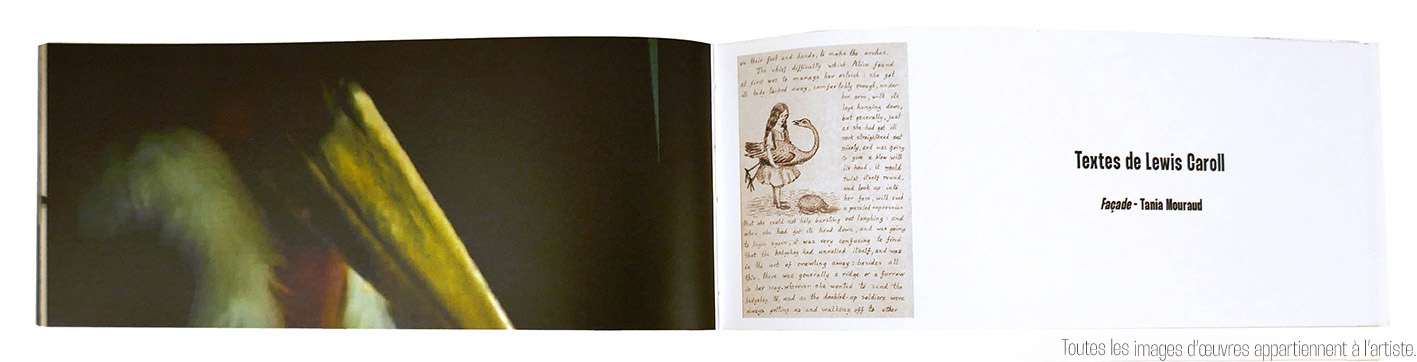 on their feet and hands, to make the arches.
The chief difficulty which Alice found
at first was to manage her ostrich: she got
its body tucked away, comfortably enough, under
her arm, with its
legs hanging down,
but generally, just
as she had got its
neck straightened out
nicely, and was going
to give a blow with
its head, it would
twist itself round,
and look up into
her face, with such
a puzzled expression
that she could not help bursting out laughing: and
when she had got its head down, and was going
to begin again, it was very confusing to find
that the hedgehog had unrolled itself, and was
in the act of crawling away: besides all
this, there was generally a ridge or a furrow
in her way, wherever she wanted to send the
hedgehog to, and as the doubled-up soldiers were
always getting up and walking off to other
Textes de Lewis Caroll
Façade - Tania Mouraud
Toutes les images d'œuvres appartiennent à l'artiste.